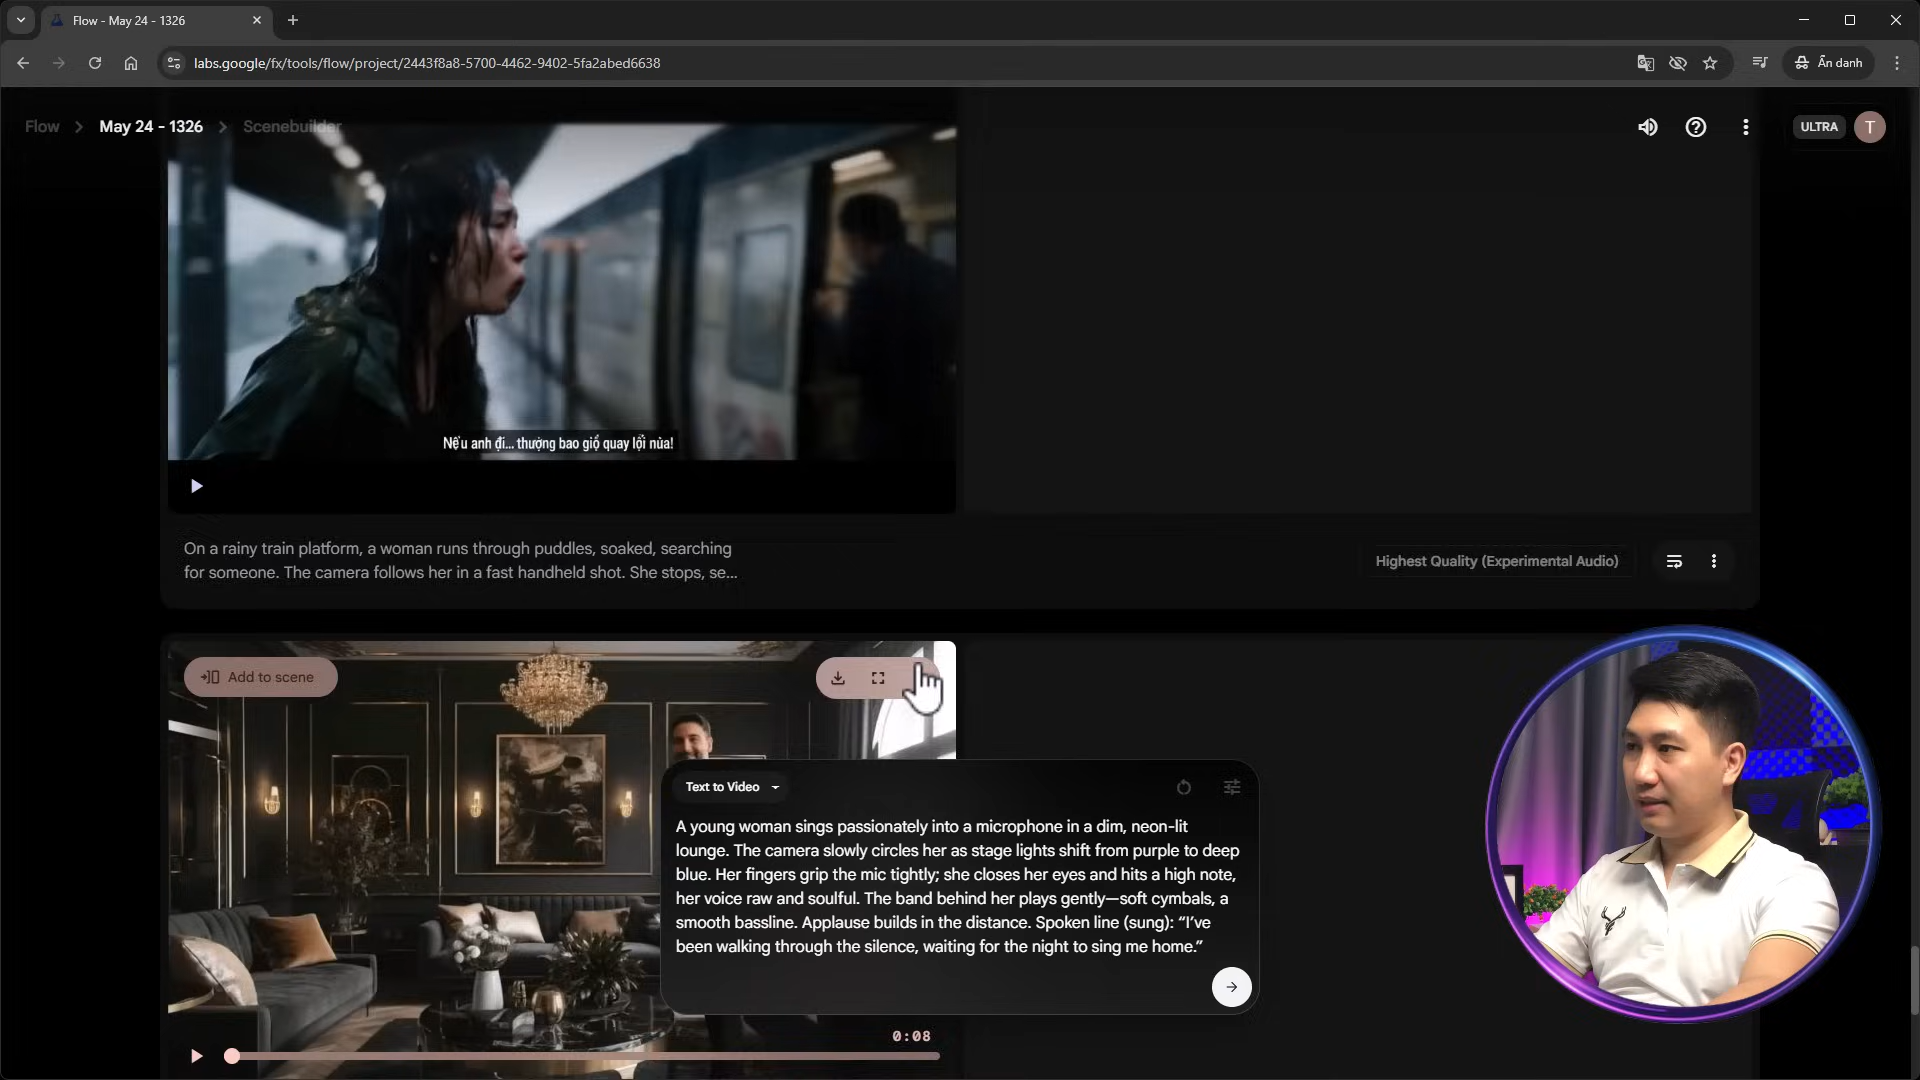 Flow - May 24 - 1326
labs.google/fx/tools/flow/project/2443f8a8-5700-4462-9402-5fa2abed6638
Ẩn danh
Flow > May 24 - 1326 > Scenebuilder
ULTRA
T
Nệu anh đi... thướng bao giộ quay lội nủa!
On a rainy train platform, a woman runs through puddles, soaked, searching
for someone. The camera follows her in a fast handheld shot. She stops, se...
Highest Quality (Experimental Audio)
Add to scene
Text to Video
A young woman sings passionately into a microphone in a dim, neon-lit
lounge. The camera slowly circles her as stage lights shift from purple to deep
blue. Her fingers grip the mic tightly; she closes her eyes and hits a high note,
her voice raw and soulful. The band behind her plays gently—soft cymbals, a
smooth bassline. Applause builds in the distance. Spoken line (sung): “I’ve
been walking through the silence, waiting for the night to sing me home.”
0:08